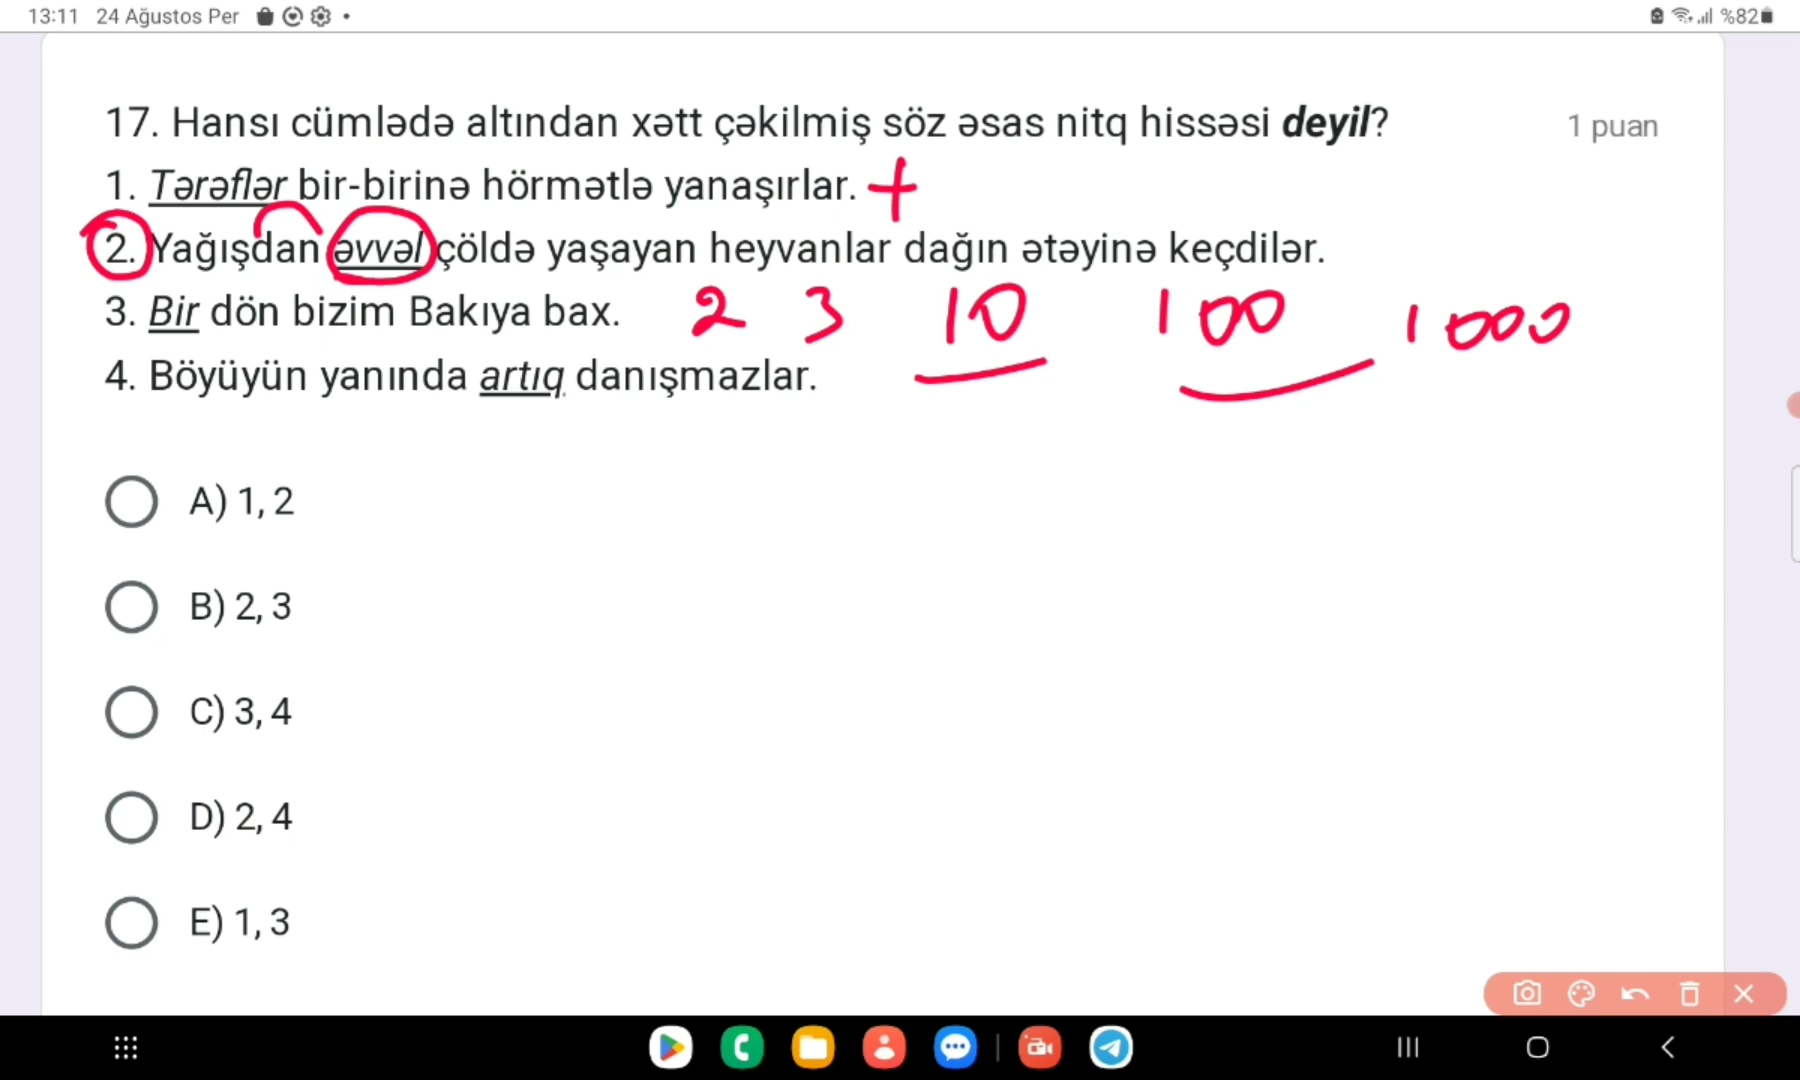 13:11 24 Ağustos Per %82
17. Hansı cümlədə altından xətt çəkilmiş söz əsas nitq hissəsi deyil? 1 puan
1. Tərəflər bir-birinə hörmətlə yanaşırlar. +
2. Yağışdan əvvəl çöldə yaşayan heyvanlar dağın ətəyinə keçdilər.
3. Bir dön bizim Bakıya bax. 2 3 10 100 1000
4. Böyüyün yanında artıq danışmazlar.
A) 1, 2
B) 2, 3
C) 3, 4
D) 2, 4
E) 1, 3